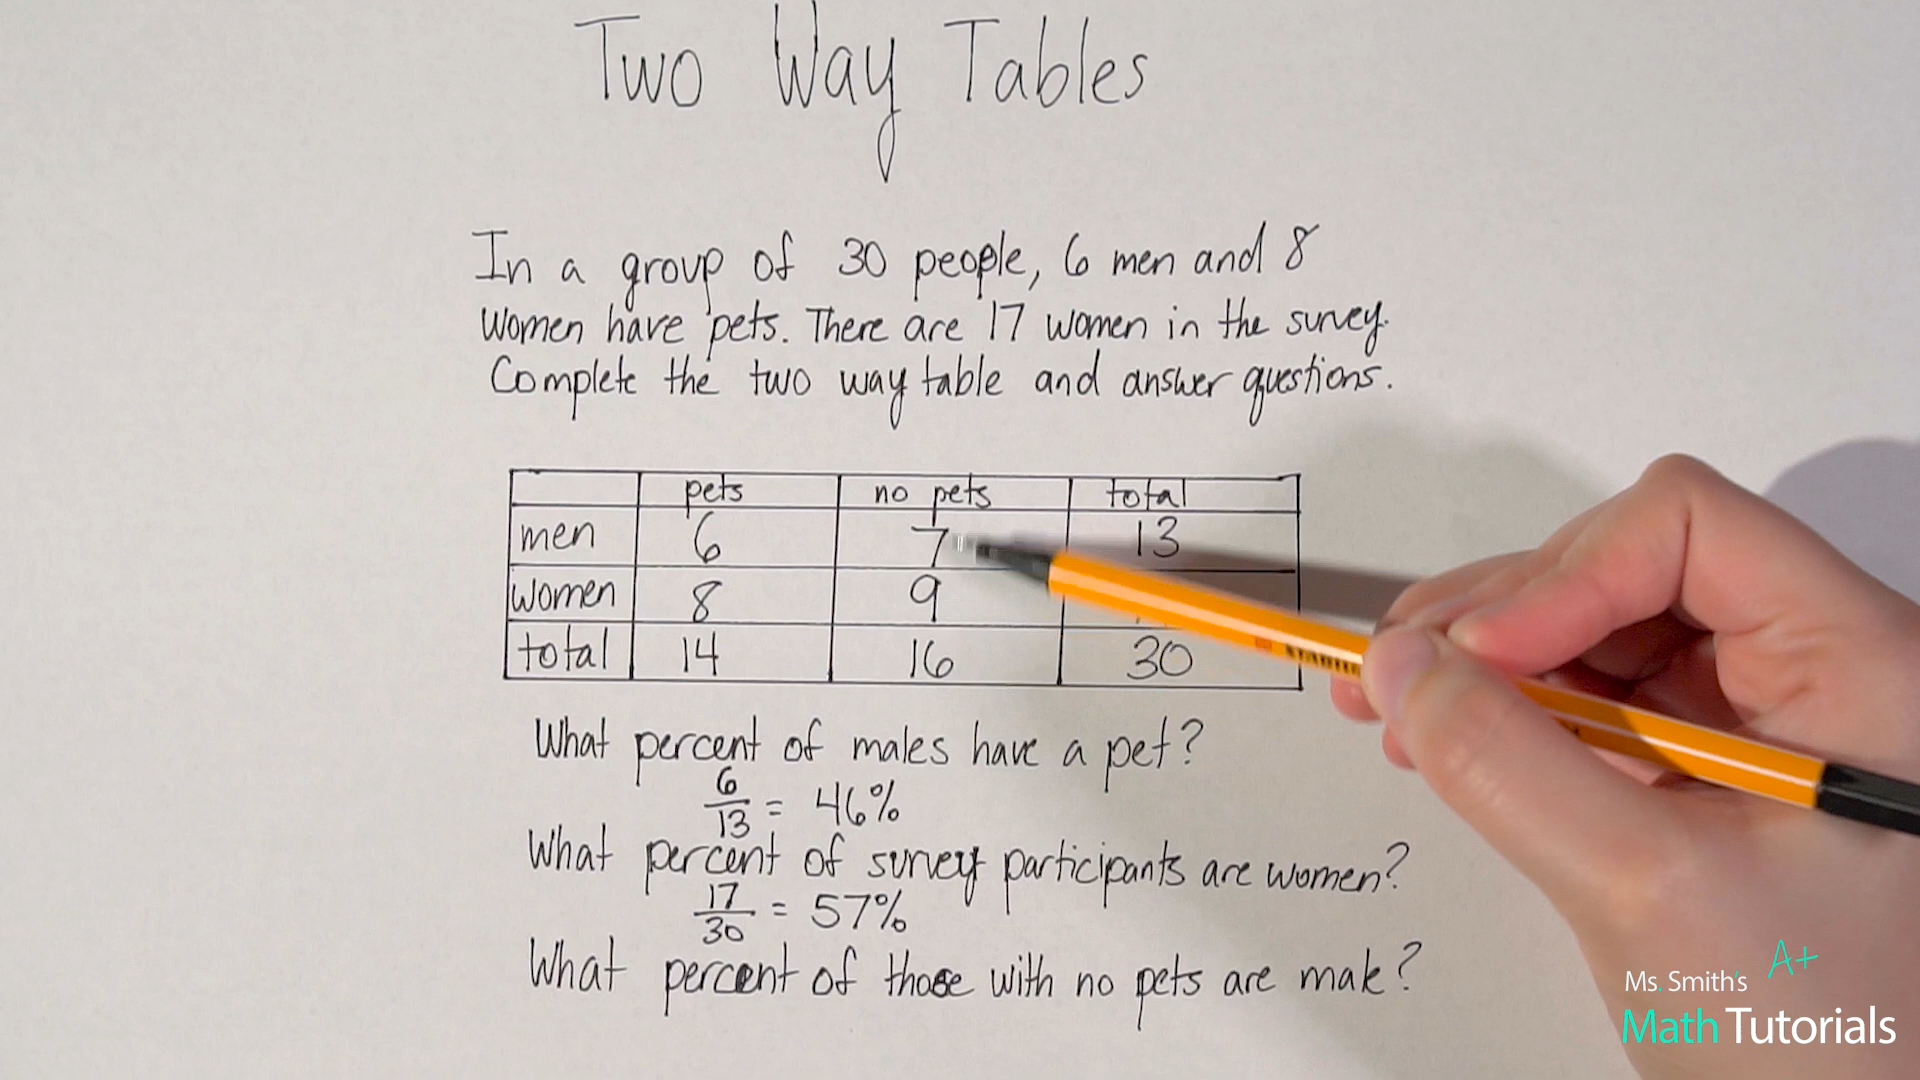 Two Way Tables
In a group of 30 people, 6 men and 8
women have pets. There are 17 women in the survey.
Complete the two way table and answer questions.
pets no pets total
men 6 7 13
women 8 9
total 14 16 30
What percent of males have a pet?
6/13 = 46%
What percent of survey participants are women?
17/30 = 57%
What percent of those with no pets are male?
A+
Ms. Smith's
Math Tutorials